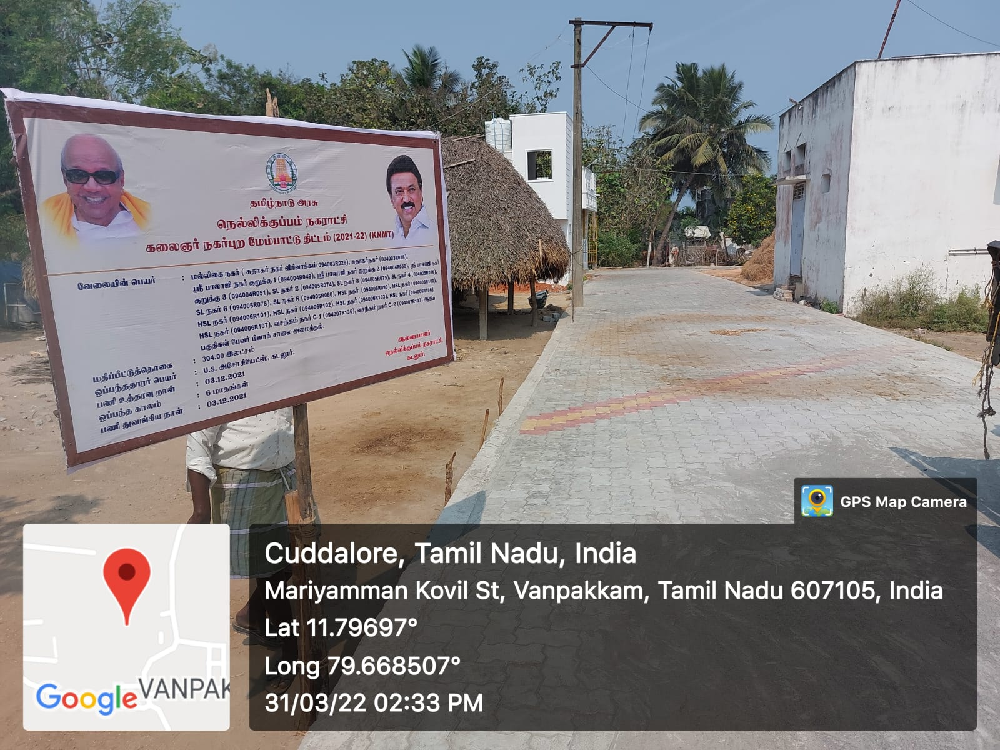 தமிழ்நாடு அரசு
நெல்லிக்குப்பம் நகராட்சி
கலைஞர் நகர்புற மேம்பாட்டு திட்டம் (2021-22) (KNMT)
வேலையின் பெயர் : மல்லிகை நகர் ( சுதாகர் நகர் விரிவாக்கம் 094003R026), சுதாகர்நகர் (094003R028),
ஸ்ரீ பாலாஜி நகர் குறுக்கு 1 (094004R049), ஸ்ரீ பாலாஜி நகர் குறுக்கு 2 (094004R050), ஸ்ரீ பாலாஜி நகர்
குறுக்கு 3 (094004R051), SL நகர் 2 (094005R074), SL நகர் 3 (094005R075), SL நகர் 4 (094005R076),
SL நகர் 6 (094005R078), SL நகர் 8 (094005R080), HSL நகர் (094006R099), HSL நகர் (094006R100),
HSL நகர் (094006R101), HSL நகர் (094006R102), HSL நகர் (094006R103), HSL நகர் (094006R106),
HSL நகர் (094006R107), வசந்தம் நகர் C-1 (094007R136), வசந்தம் நகர் C-2 (094007R137) ஆகிய
பகுதிகள் பேவர் பிளாக் சாலை அமைத்தல்.
மதிப்பீட்டுத்தொகை : 304.00 இலட்சம்
ஒப்பந்ததாரர் பெயர் : U.S. அசோசியேட்ஸ், கடலூர்.
பணி உத்தரவு நாள் : 03.12.2021
ஒப்பந்த காலம் : 6 மாதங்கள்
பணி துவங்கிய நாள் : 03.12.2021
ஆணையாளர்
நெல்லிக்குப்பம் நகராட்சி,
கடலூர்.
GPS Map Camera
Cuddalore, Tamil Nadu, India
Mariyamman Kovil St, Vanpakkam, Tamil Nadu 607105, India
Lat 11.79697°
Long 79.668507°
31/03/22 02:33 PM
VANPAK
Google